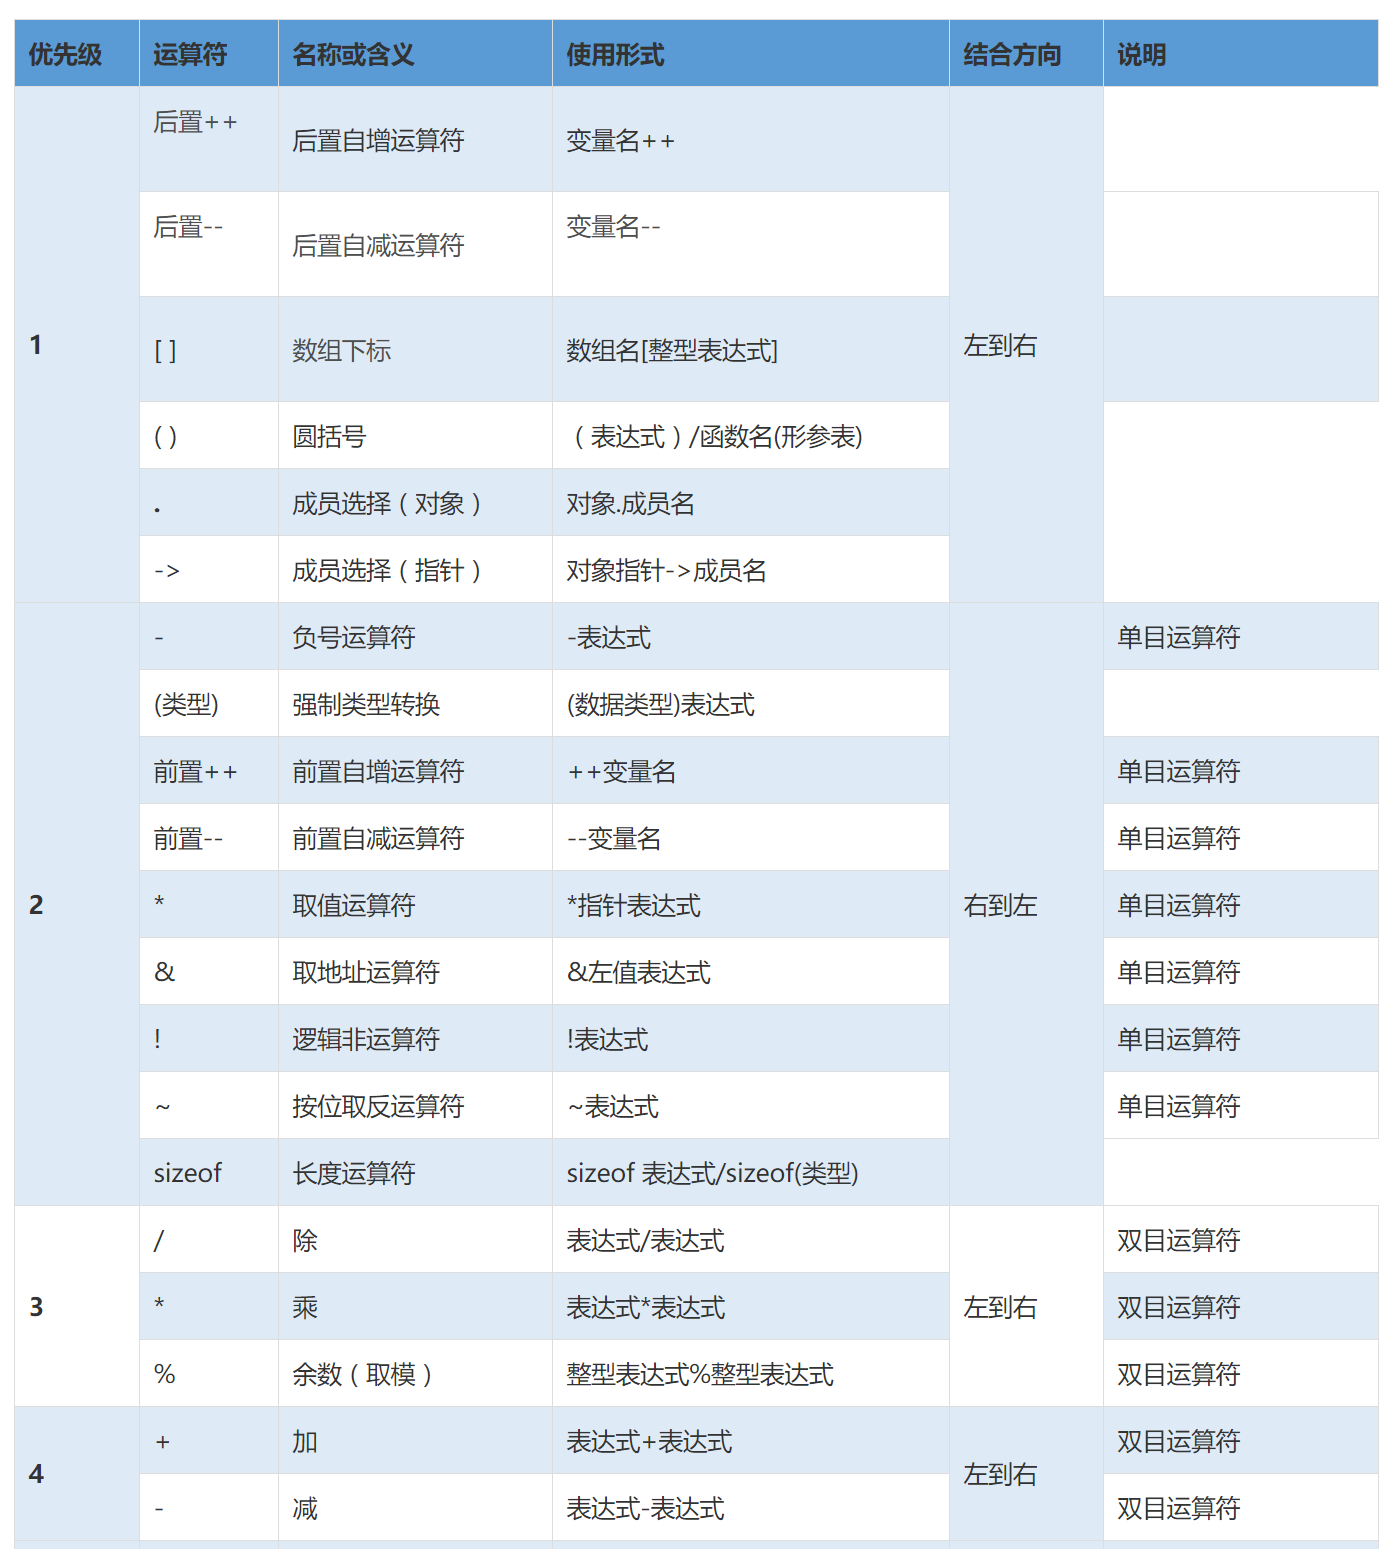 优先级 运算符 名称或含义 使用形式 结合方向 说明
后置++ 后置自增运算符 变量名++
后置-- 后置自减运算符 变量名--
1 [ ] 数组下标 数组名[整型表达式] 左到右
( ) 圆括号 （表达式）/函数名(形参表)
. 成员选择（对象） 对象.成员名
-> 成员选择（指针） 对象指针->成员名
- 负号运算符 -表达式 单目运算符
(类型) 强制类型转换 (数据类型)表达式
前置++ 前置自增运算符 ++变量名 单目运算符
前置-- 前置自减运算符 --变量名 单目运算符
2 * 取值运算符 *指针表达式 右到左 单目运算符
& 取地址运算符 &左值表达式 单目运算符
! 逻辑非运算符 !表达式 单目运算符
~ 按位取反运算符 ~表达式 单目运算符
sizeof 长度运算符 sizeof 表达式/sizeof(类型)
/ 除 表达式/表达式 双目运算符
3 * 乘 表达式*表达式 左到右 双目运算符
% 余数（取模） 整型表达式%整型表达式 双目运算符
+ 加 表达式+表达式 双目运算符
4 左到右
- 减 表达式-表达式 双目运算符